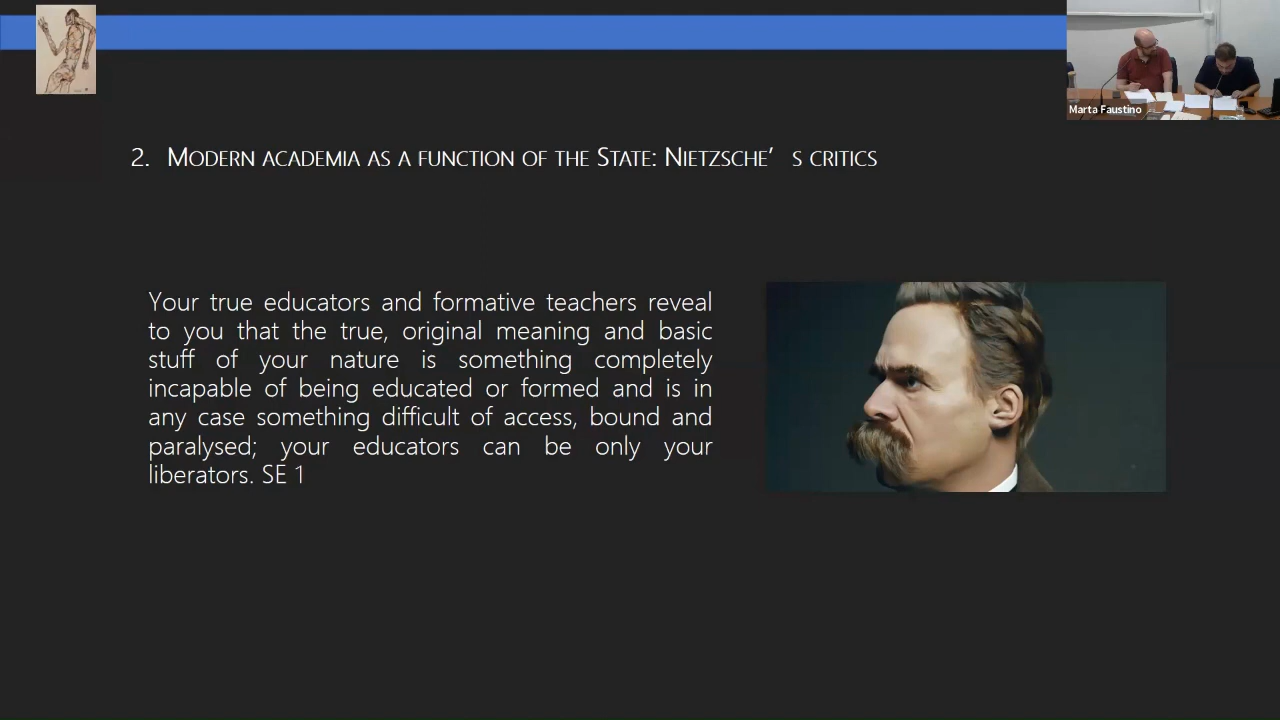 Marta Faustino
2. MODERN ACADEMIA AS A FUNCTION OF THE STATE: NIETZSCHE’ S CRITICS
Your true educators and formative teachers reveal
to you that the true, original meaning and basic
stuff of your nature is something completely
incapable of being educated or formed and is in
any case something difficult of access, bound and
paralysed; your educators can be only your
liberators. SE 1